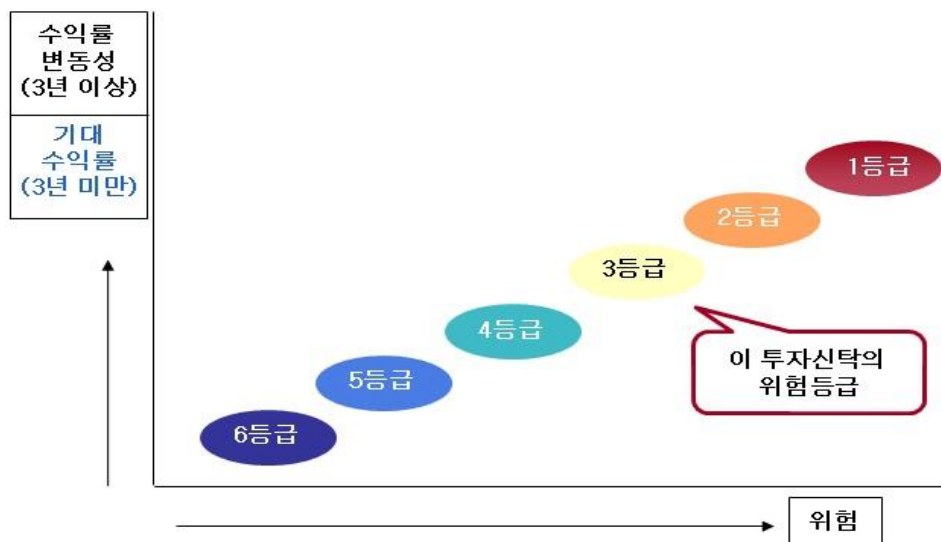 수익률
변동성
(3년 이상)
기대
수익률
(3년 미만)
1등급
2등급
3등급
4등급
이 투자신탁의
위험등급
5등급
6등급
위험